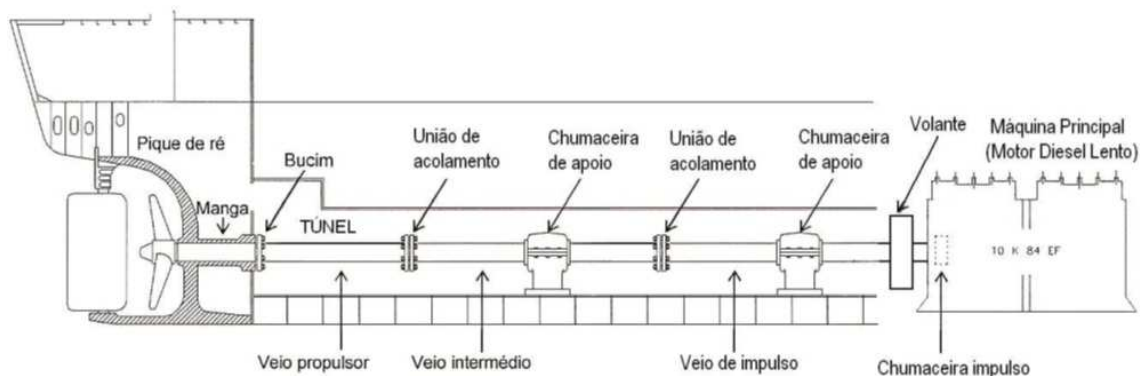 Pique de ré
Bucim
União de
acolamento
Chumaceira
de apoio
União de
acolamento
Chumaceira
de apoio
Volante
Máquina Principal
(Motor Diesel Lento)
Manga
TÚNEL
10 K 84 EF
Veio propulsor
Veio intermédio
Veio de impulso
Chumaceira impulso